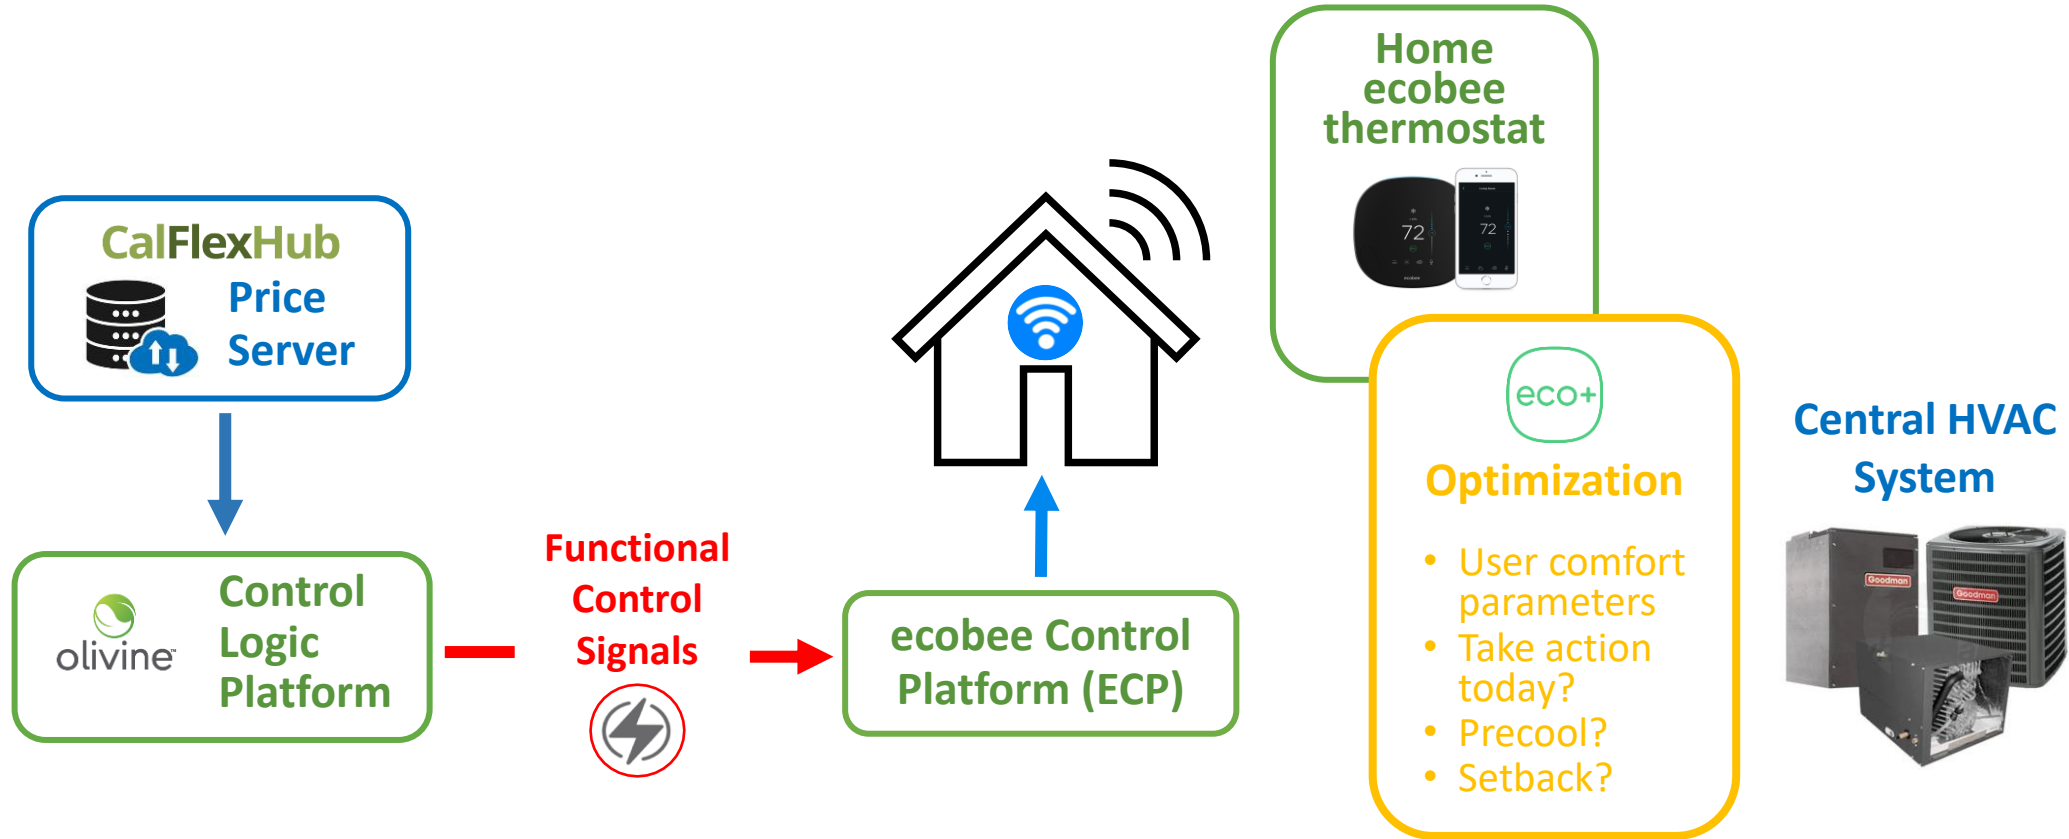 CalFlexHub
Price
Server
olivine™
Control
Logic
Platform
Functional
Control
Signals
ecobee Control
Platform (ECP)
Home
ecobee
thermostat
72
72
eco+
Optimization
• User comfort
parameters
• Take action
today?
• Precool?
• Setback?
Central HVAC
System
Goodman
Goodman